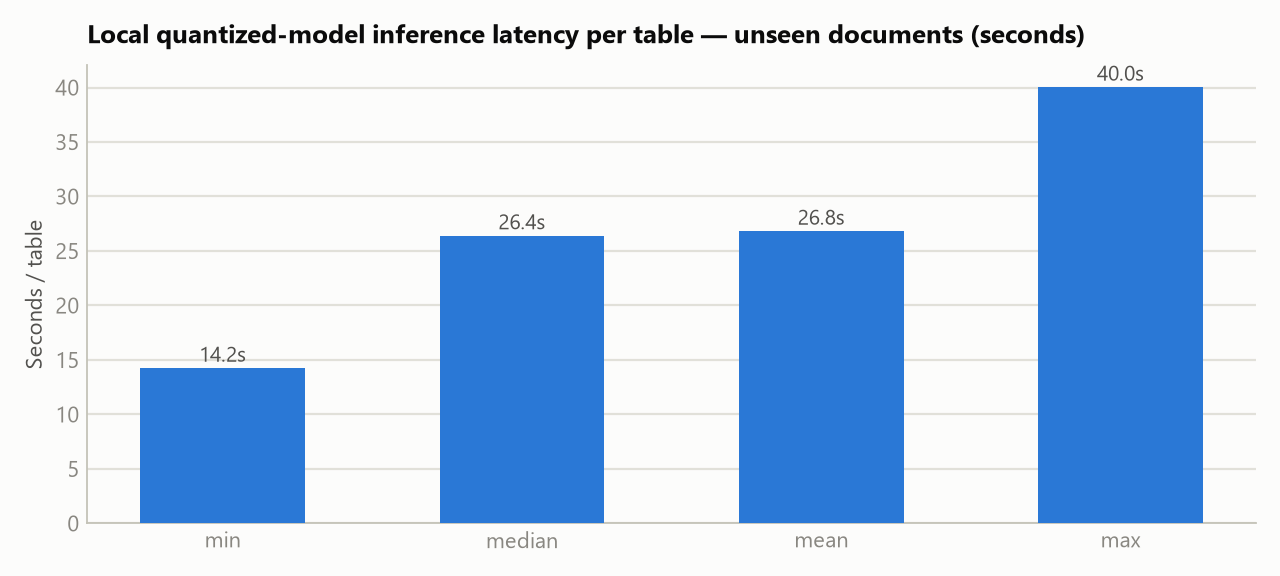 Local quantized-model inference latency per table — unseen documents (seconds)
40.0s
40
35
30
26.4s
26.8s
25
Seconds / table
20
14.2s
15
10
5
0
min median mean max